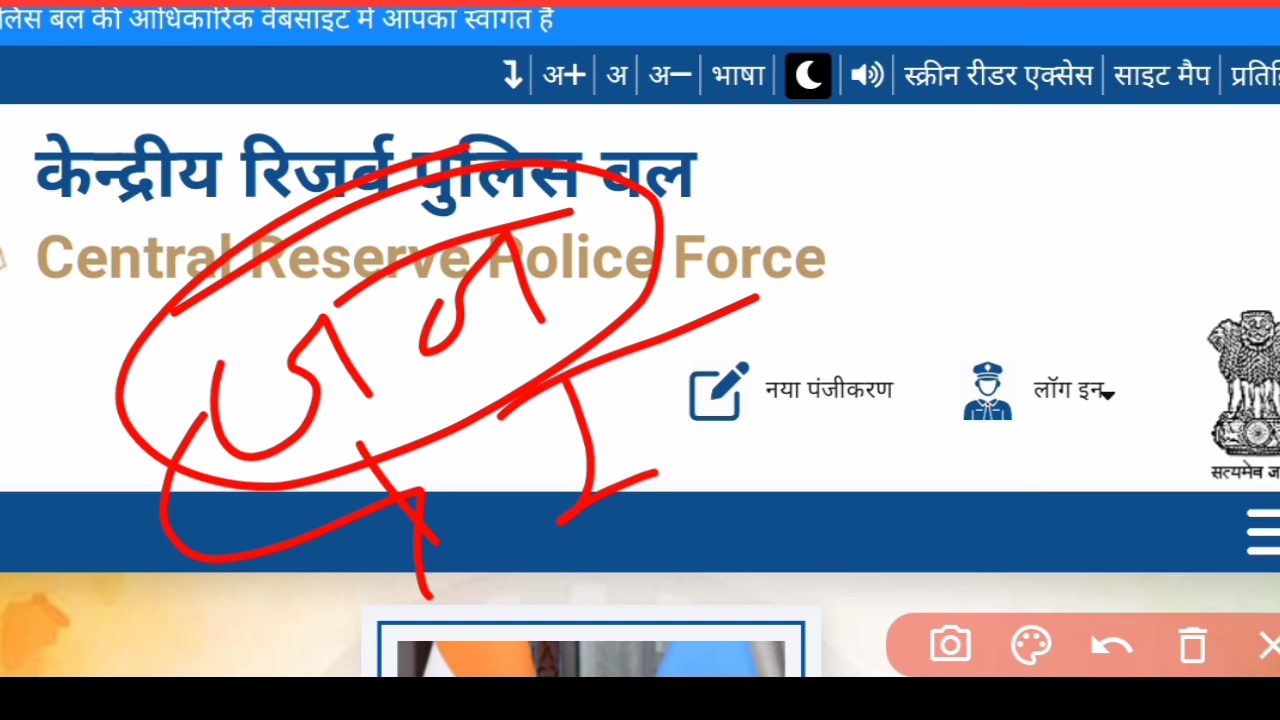 लिस बल की आधिकारिक वेबसाइट में आपका स्वागत है
अ+ अ अ− भाषा स्क्रीन रीडर एक्सेस साइट मैप
केन्द्रीय रिजर्व पुलिस बल
Central Reserve Police Force
नया पंजीकरण लॉग इन
सत्यमेव